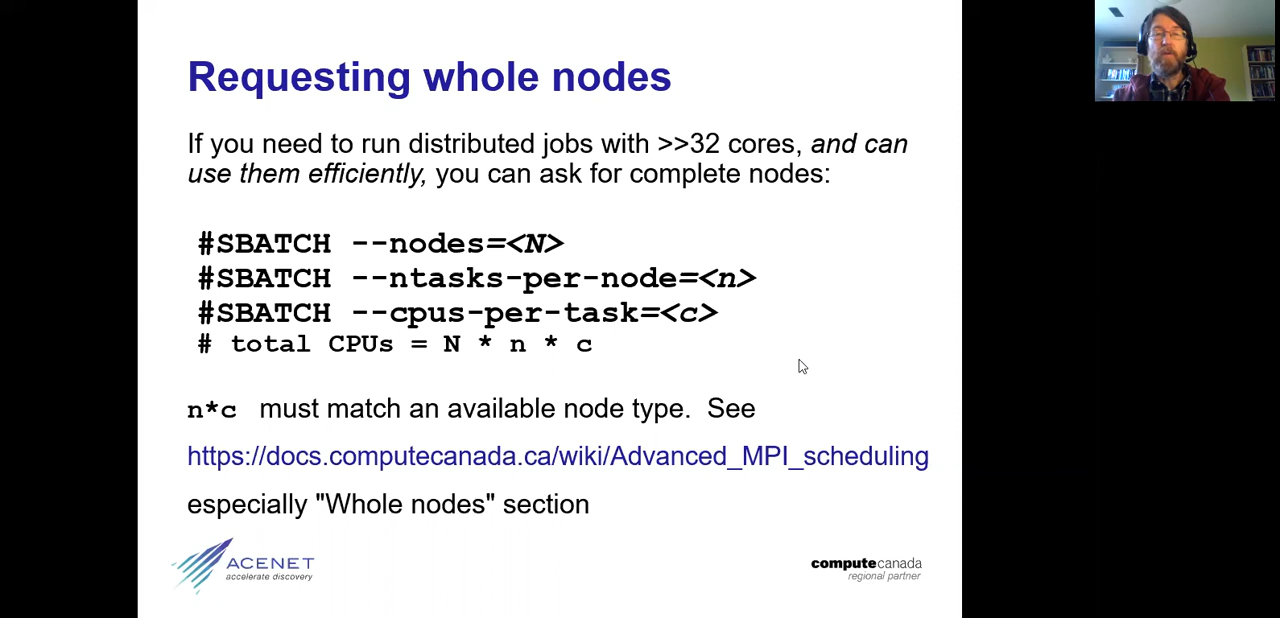 Requesting whole nodes
If you need to run distributed jobs with >>32 cores, and can
use them efficiently, you can ask for complete nodes:
#SBATCH --nodes=<N>
#SBATCH --ntasks-per-node=<n>
#SBATCH --cpus-per-task=<c>
# total CPUs = N * n * c
n*c must match an available node type. See
https://docs.computecanada.ca/wiki/Advanced_MPI_scheduling
especially "Whole nodes" section
ACENET
accelerate discovery
computecanada
regional partner